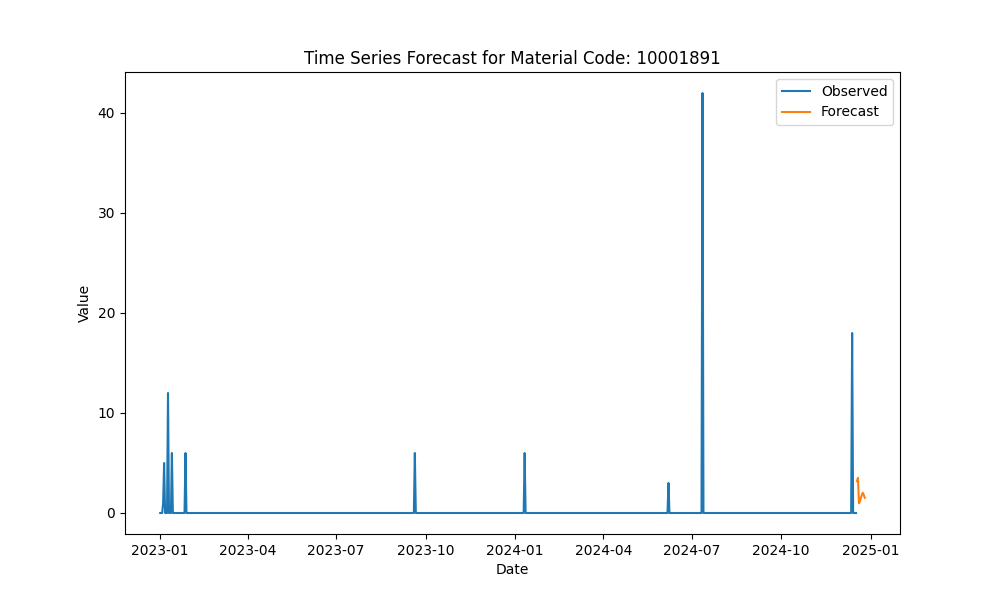 Time Series Forecast for Material Code: 10001891
Observed
Forecast
40
30
20
10
0
Value
2023-01 2023-04 2023-07 2023-10 2024-01 2024-04 2024-07 2024-10 2025-01
Date